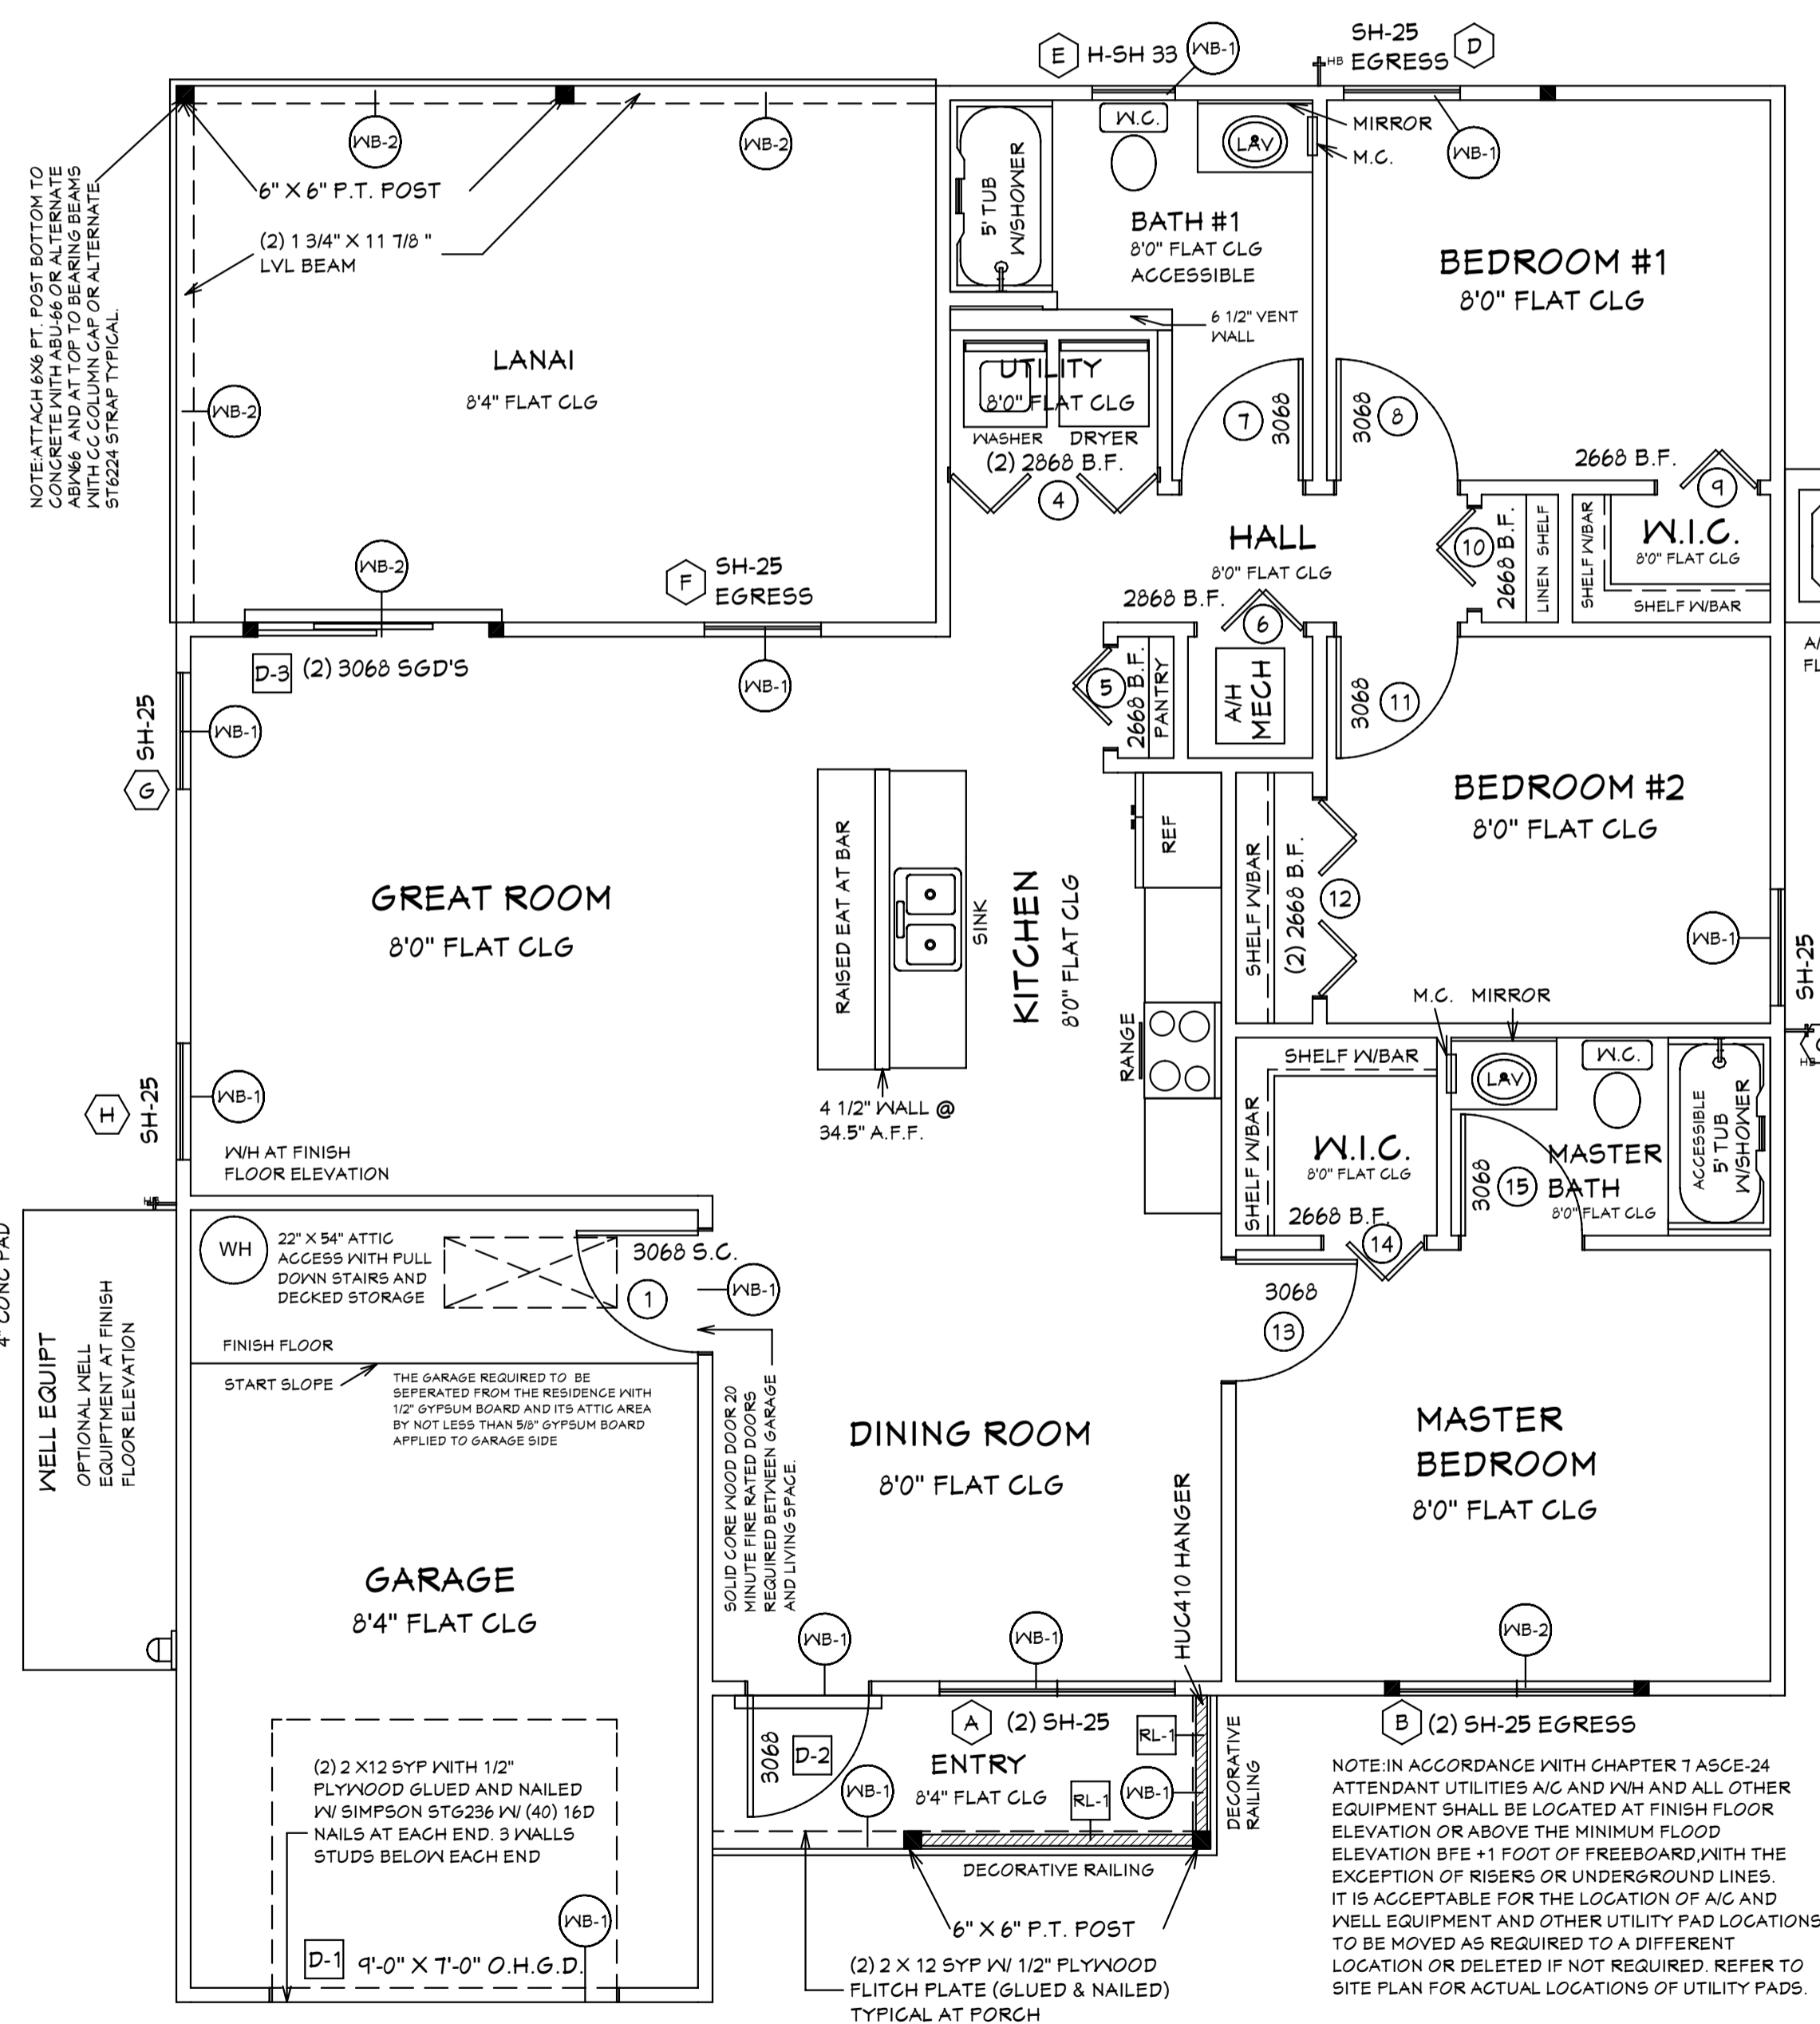 SH-25
EGRESS
D
E
H-SH 33
WB-1
HB
WB-2
WB-2
6" X 6" P.T. POST
(2) 1 3/4" X 11 7/8 "
LVL BEAM
NOTE:ATTACH 6X6 PT. POST BOTTOM TO
CONCRETE WITH ABU-66 OR ALTERNATE
ABW66 AND AT TOP TO BEARING BEAMS
WITH CC COLUMN CAP OR ALTERNATE
ST6224 STRAP TYPICAL.
LANAI
8'4" FLAT CLG
WB-2
WB-2
F
SH-25
EGRESS
5' TUB
W/SHOWER
W.C.
LAV
MIRROR
M.C.
WB-1
BATH #1
8'0" FLAT CLG
ACCESSIBLE
6 1/2" VENT
WALL
BEDROOM #1
8'0" FLAT CLG
UTILITY
8'0" FLAT CLG
WASHER
DRYER
(2) 2868 B.F.
4
7
3068
3068
8
2668 B.F.
9
HALL
8'0" FLAT CLG
10
2668 B.F.
LINEN SHELF
SHELF W/BAR
W.I.C.
8'0" FLAT CLG
SHELF W/BAR
2868 B.F.
6
D-3
(2) 3068 SGD'S
WB-1
5
2668 B.F.
PANTRY
A/H
MECH
3068
11
A/
FL
SH-25
G
WB-1
BEDROOM #2
8'0" FLAT CLG
GREAT ROOM
8'0" FLAT CLG
RAISED EAT AT BAR
SINK
KITCHEN
8'0" FLAT CLG
REF
RANGE
SHELF W/BAR
(2) 2668 B.F.
12
WB-1
SH-25
H
SH-25
WB-1
4 1/2" WALL @
34.5" A.F.F.
W/H AT FINISH
FLOOR ELEVATION
M.C.
MIRROR
SHELF W/BAR
SHELF W/BAR
W.I.C.
8'0" FLAT CLG
2668 B.F.
14
LAV
W.C.
3068
15
MASTER
BATH
8'0" FLAT CLG
ACCESSIBLE
5' TUB
W/SHOWER
HB
HB
4" CONC PAD
WELL EQUIPT
OPTIONAL WELL
EQUIPTMENT AT FINISH
FLOOR ELEVATION
WH
22" X 54" ATTIC
ACCESS WITH PULL
DOWN STAIRS AND
DECKED STORAGE
3068 S.C.
1
WB-1
FINISH FLOOR
START SLOPE
THE GARAGE REQUIRED TO BE
SEPERATED FROM THE RESIDENCE WITH
1/2" GYPSUM BOARD AND ITS ATTIC AREA
BY NOT LESS THAN 5/8" GYPSUM BOARD
APPLIED TO GARAGE SIDE
SOLID CORE WOOD DOOR 20
MINUTE FIRE RATED DOORS
REQUIRED BETWEEN GARAGE
AND LIVING SPACE.
3068
13
DINING ROOM
8'0" FLAT CLG
MASTER
BEDROOM
8'0" FLAT CLG
GARAGE
8'4" FLAT CLG
HUC410 HANGER
WB-1
WB-1
WB-2
A
(2) SH-25
B
(2) SH-25 EGRESS
3068
D-2
ENTRY
8'4" FLAT CLG
WB-1
RL-1
RL-1
WB-1
DECORATIVE
RAILING
DECORATIVE RAILING
(2) 2 X12 SYP WITH 1/2"
PLYWOOD GLUED AND NAILED
W/ SIMPSON STG236 W/ (40) 16D
NAILS AT EACH END. 3 WALLS
STUDS BELOW EACH END
WB-1
D-1
9'-0" X 7'-0" O.H.G.D.
6" X 6" P.T. POST
(2) 2 X 12 SYP W/ 1/2" PLYWOOD
FLITCH PLATE (GLUED & NAILED)
TYPICAL AT PORCH
NOTE:IN ACCORDANCE WITH CHAPTER 7 ASCE-24
ATTENDANT UTILITIES A/C AND W/H AND ALL OTHER
EQUIPMENT SHALL BE LOCATED AT FINISH FLOOR
ELEVATION OR ABOVE THE MINIMUM FLOOD
ELEVATION BFE +1 FOOT OF FREEBOARD,WITH THE
EXCEPTION OF RISERS OR UNDERGROUND LINES.
IT IS ACCEPTABLE FOR THE LOCATION OF A/C AND
WELL EQUIPMENT AND OTHER UTILITY PAD LOCATIONS
TO BE MOVED AS REQUIRED TO A DIFFERENT
LOCATION OR DELETED IF NOT REQUIRED. REFER TO
SITE PLAN FOR ACTUAL LOCATIONS OF UTILITY PADS.